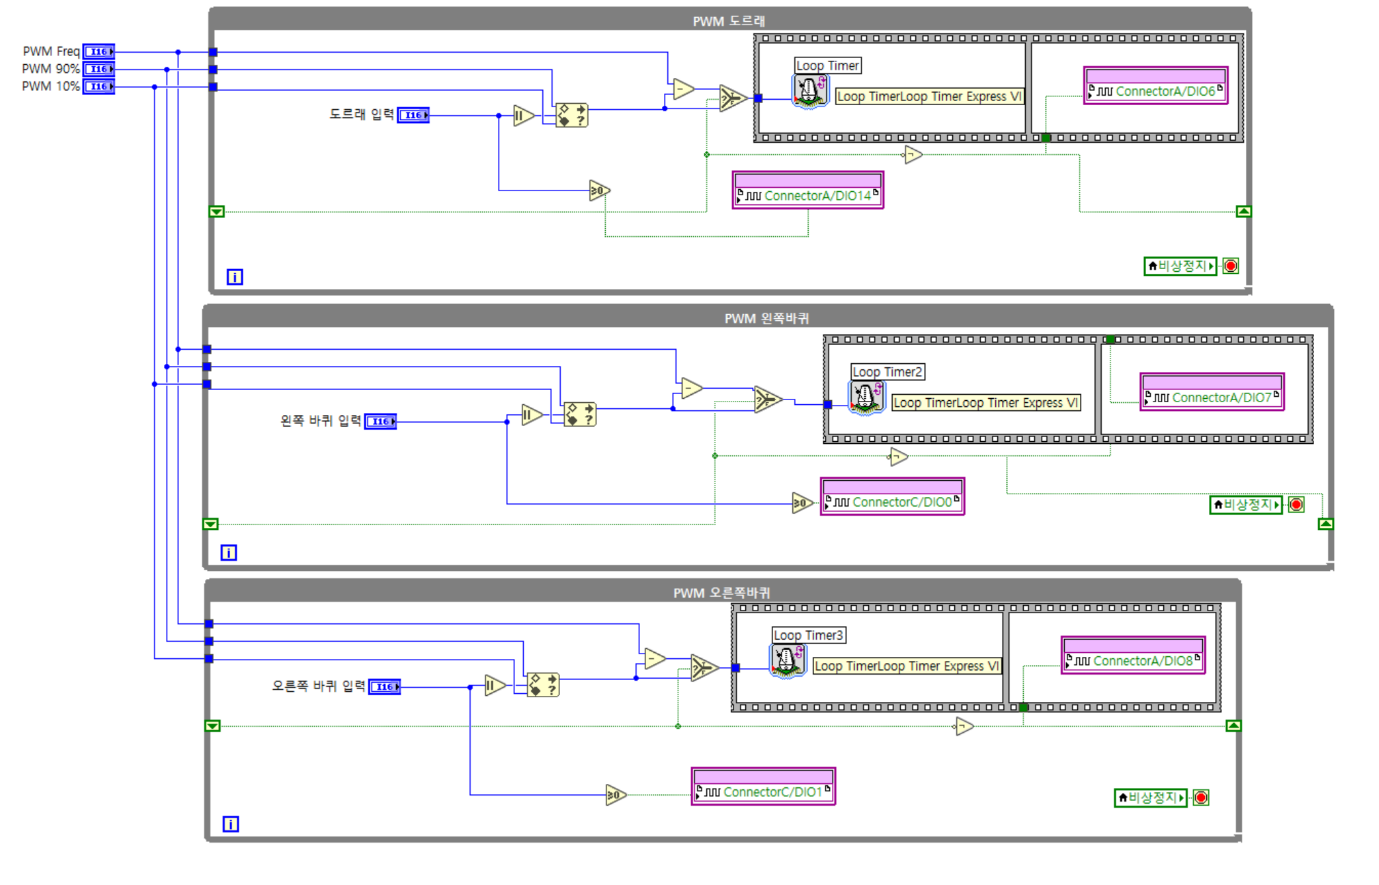 PWM 도르래
PWM Freq I16
PWM 90% I16
PWM 10% I16
Loop Timer
Loop TimerLoop Timer Express VI
ConnectorA/DIO6
도르래 입력 I16
?
T
?
F
≥0
ConnectorA/DIO14
비상정지
i
PWM 왼쪽바퀴
Loop Timer2
Loop TimerLoop Timer Express VI
ConnectorA/DIO7
왼쪽 바퀴 입력 I16
?
T
?
F
≥0
ConnectorC/DIO0
비상정지
i
PWM 오른쪽바퀴
Loop Timer3
Loop TimerLoop Timer Express VI
ConnectorA/DIO8
오른쪽 바퀴 입력 I16
?
T
?
F
≥0
ConnectorC/DIO1
비상정지
i